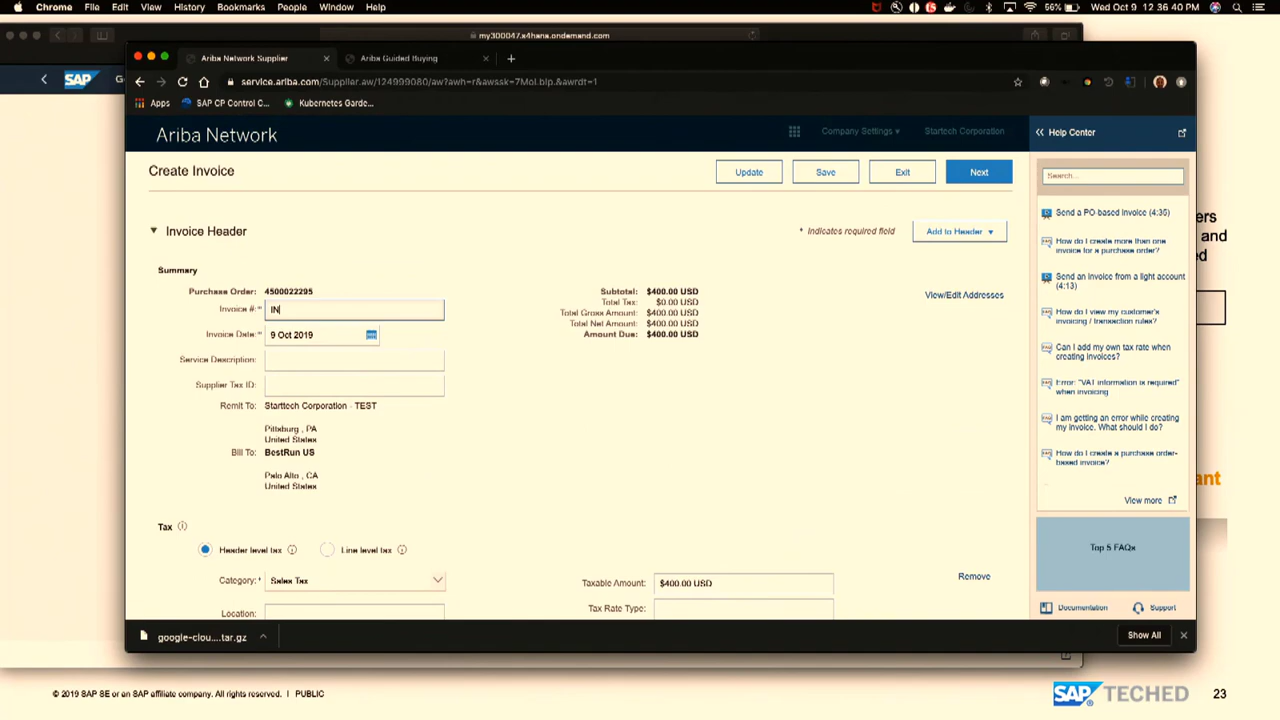 Chrome File Edit View History Bookmarks People Window Help 56% Wed Oct 9 12:36:40 PM
my300047.s4hana.ondemand.com
Ariba Network Supplier Ariba Guided Buying
SAP
service.ariba.com/Supplier.aw/124999080/aw?awh=r&awssk=7Mol.blp.&awrdt=1
Apps SAP CP Control C... Kubernetes Garde...
Ariba Network Company Settings Startech Corporation Help Center
Create Invoice Update Save Exit Next
Search...
Send a PO-based invoice (4:35)
How do I create more than one
invoice for a purchase order?
Send an invoice from a light account
(4:13)
How do I view my customer's
invoicing / transaction rules?
Can I add my own tax rate when
creating invoices?
Error: "VAT information is required"
when invoicing
I am getting an error while creating
my invoice. What should I do?
How do I create a purchase order-
based invoice?
View more
Top 5 FAQs
Documentation Support
Invoice Header * Indicates required field Add to Header
Summary
Purchase Order: 4500022295 Subtotal: $400.00 USD View/Edit Addresses
Total Tax: $0.00 USD
Invoice #:* IN Total Gross Amount: $400.00 USD
Total Net Amount: $400.00 USD
Invoice Date:* 9 Oct 2019 Amount Due: $400.00 USD
Service Description:
Supplier Tax ID:
Remit To: Starttech Corporation - TEST
Pittsburg , PA
United States
Bill To: BestRun US
Palo Alto , CA
United States
Tax
Header level tax Line level tax
Category:* Sales Tax Taxable Amount: $400.00 USD Remove
Location: Tax Rate Type:
google-clou....tar.gz Show All
ers
and
ed
ant
© 2019 SAP SE or an SAP affiliate company. All rights reserved. | PUBLIC SAP TECHED 23